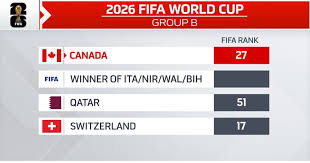 2026 FIFA WORLD CUP
GROUP B
FIFA RANK
CANADA 27
FIFA WINNER OF ITA/NIR/WAL/BIH
QATAR 51
SWITZERLAND 17